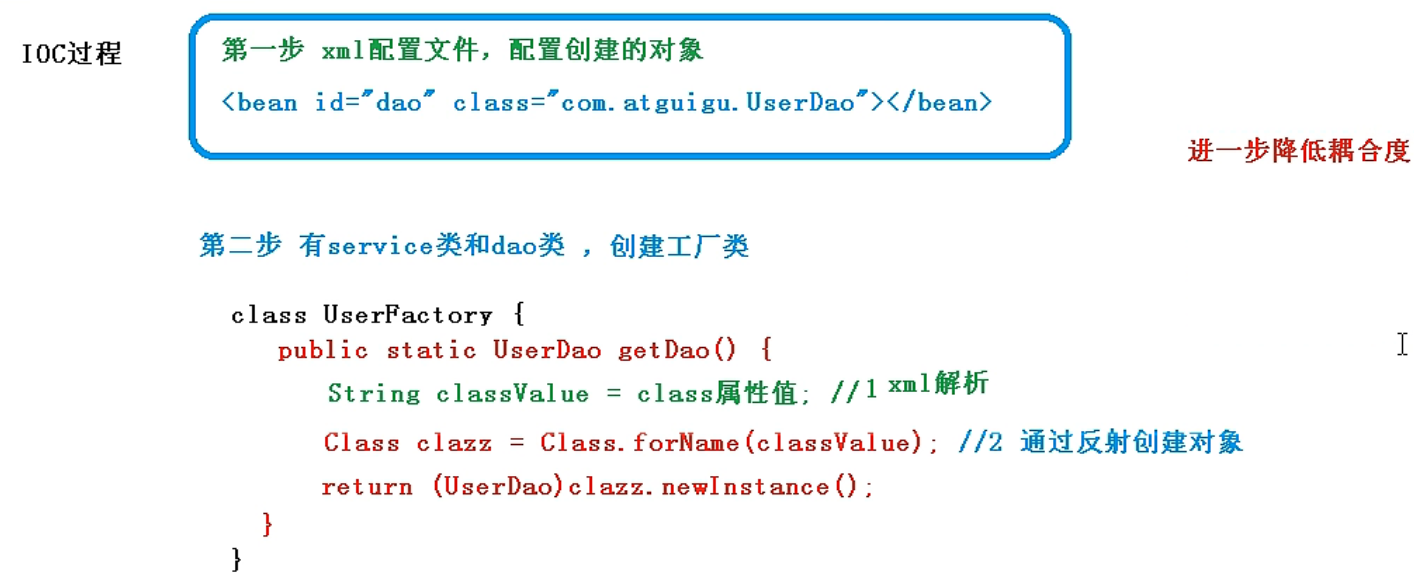 IOC过程
第一步 xml配置文件，配置创建的对象
<bean id="dao" class="com.atguigu.UserDao"></bean>
进一步降低耦合度
第二步 有service类和dao类 ，创建工厂类
class UserFactory {
public static UserDao getDao() {
String classValue = class属性值; //1 xml解析
Class clazz = Class.forName(classValue); //2 通过反射创建对象
return (UserDao)clazz.newInstance();
}
}